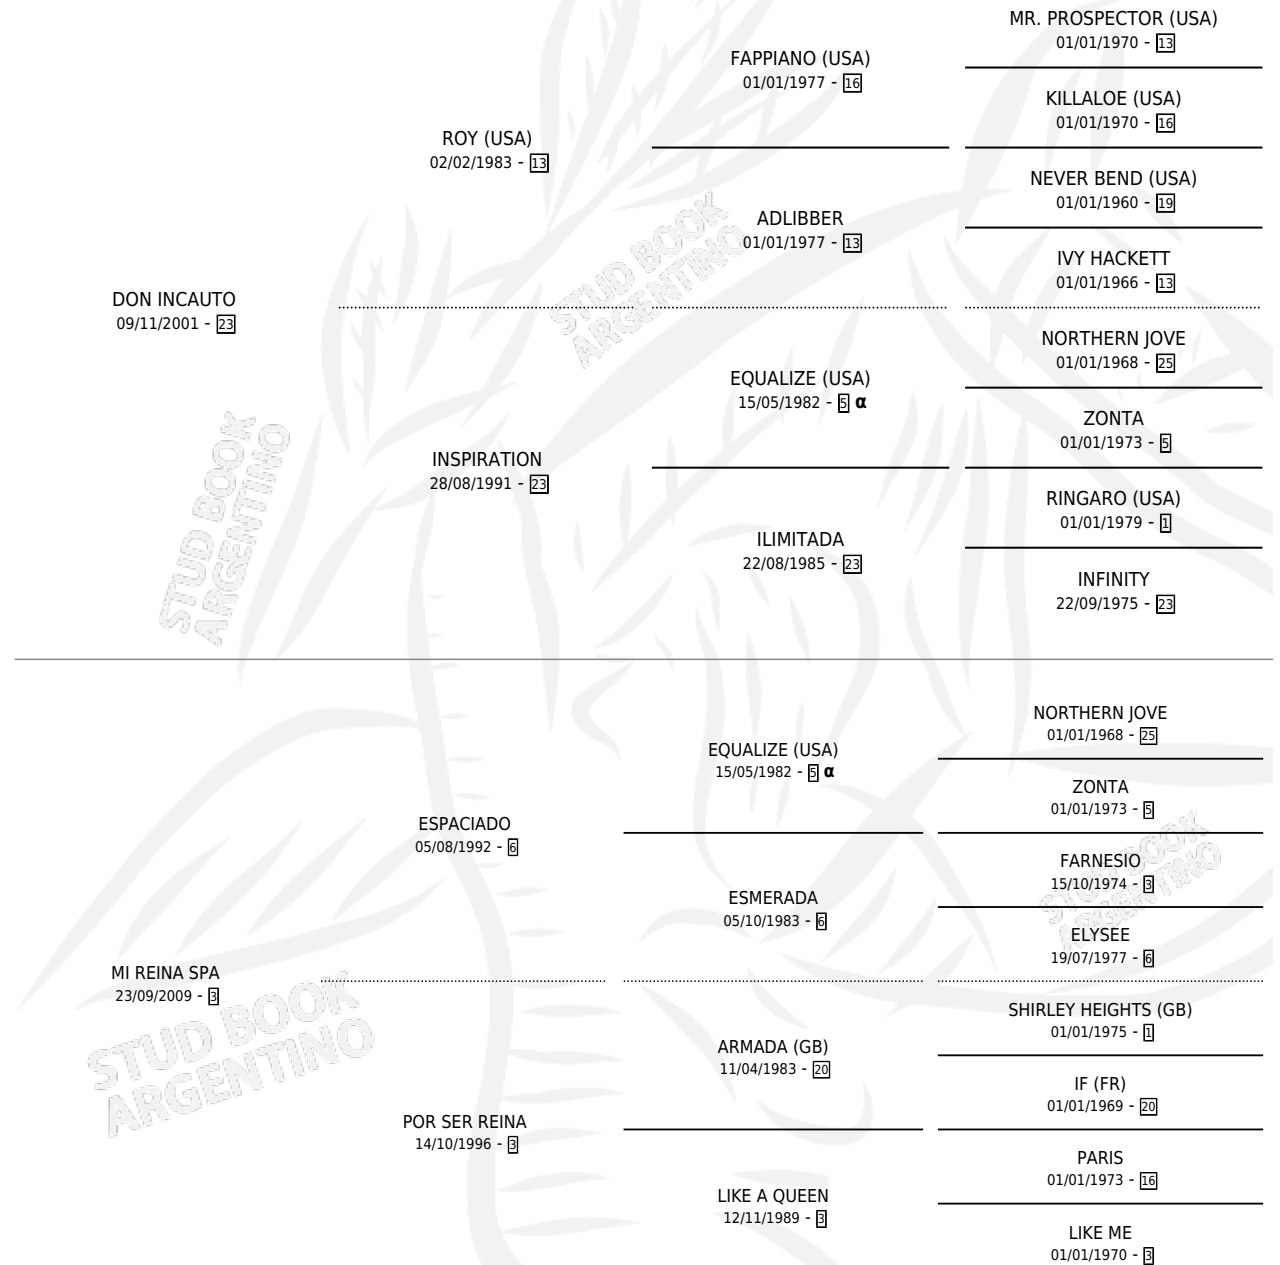 MR. PROSPECTOR (USA)
01/01/1970 - 13
FAPPIANO (USA)
01/01/1977 - 16
KILLALOE (USA)
01/01/1970 - 16
ROY (USA)
02/02/1983 - 13
NEVER BEND (USA)
01/01/1960 - 19
ADLIBBER
01/01/1977 - 13
IVY HACKETT
01/01/1966 - 13
DON INCAUTO
09/11/2001 - 23
NORTHERN JOVE
01/01/1968 - 25
EQUALIZE (USA)
15/05/1982 - 5 α
ZONTA
01/01/1973 - 5
INSPIRATION
28/08/1991 - 23
RINGARO (USA)
01/01/1979 - 1
ILIMITADA
22/08/1985 - 23
INFINITY
22/09/1975 - 23
NORTHERN JOVE
01/01/1968 - 25
EQUALIZE (USA)
15/05/1982 - 5 α
ZONTA
01/01/1973 - 5
ESPACIADO
05/08/1992 - 6
FARNESIO
15/10/1974 - 3
ESMERADA
05/10/1983 - 6
ELYSEE
19/07/1977 - 6
MI REINA SPA
23/09/2009 - 3
SHIRLEY HEIGHTS (GB)
01/01/1975 - 1
ARMADA (GB)
11/04/1983 - 20
IF (FR)
01/01/1969 - 20
POR SER REINA
14/10/1996 - 3
PARIS
01/01/1973 - 16
LIKE A QUEEN
12/11/1989 - 3
LIKE ME
01/01/1970 - 3
STUD BOOK
ARGENTINO
STUD BOOK
ARGENTINO
STUD BOOK
ARGENTINO
STUD BOOK
ARGENTINO